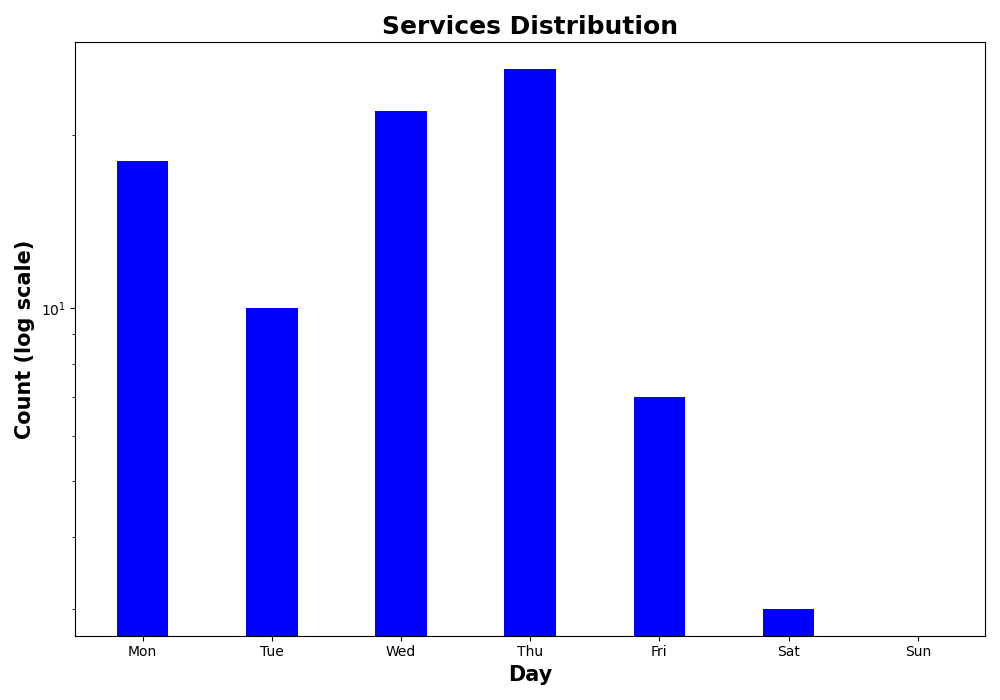 Services Distribution
Count (log scale)
10¹
Mon Tue Wed Thu Fri Sat Sun
Day